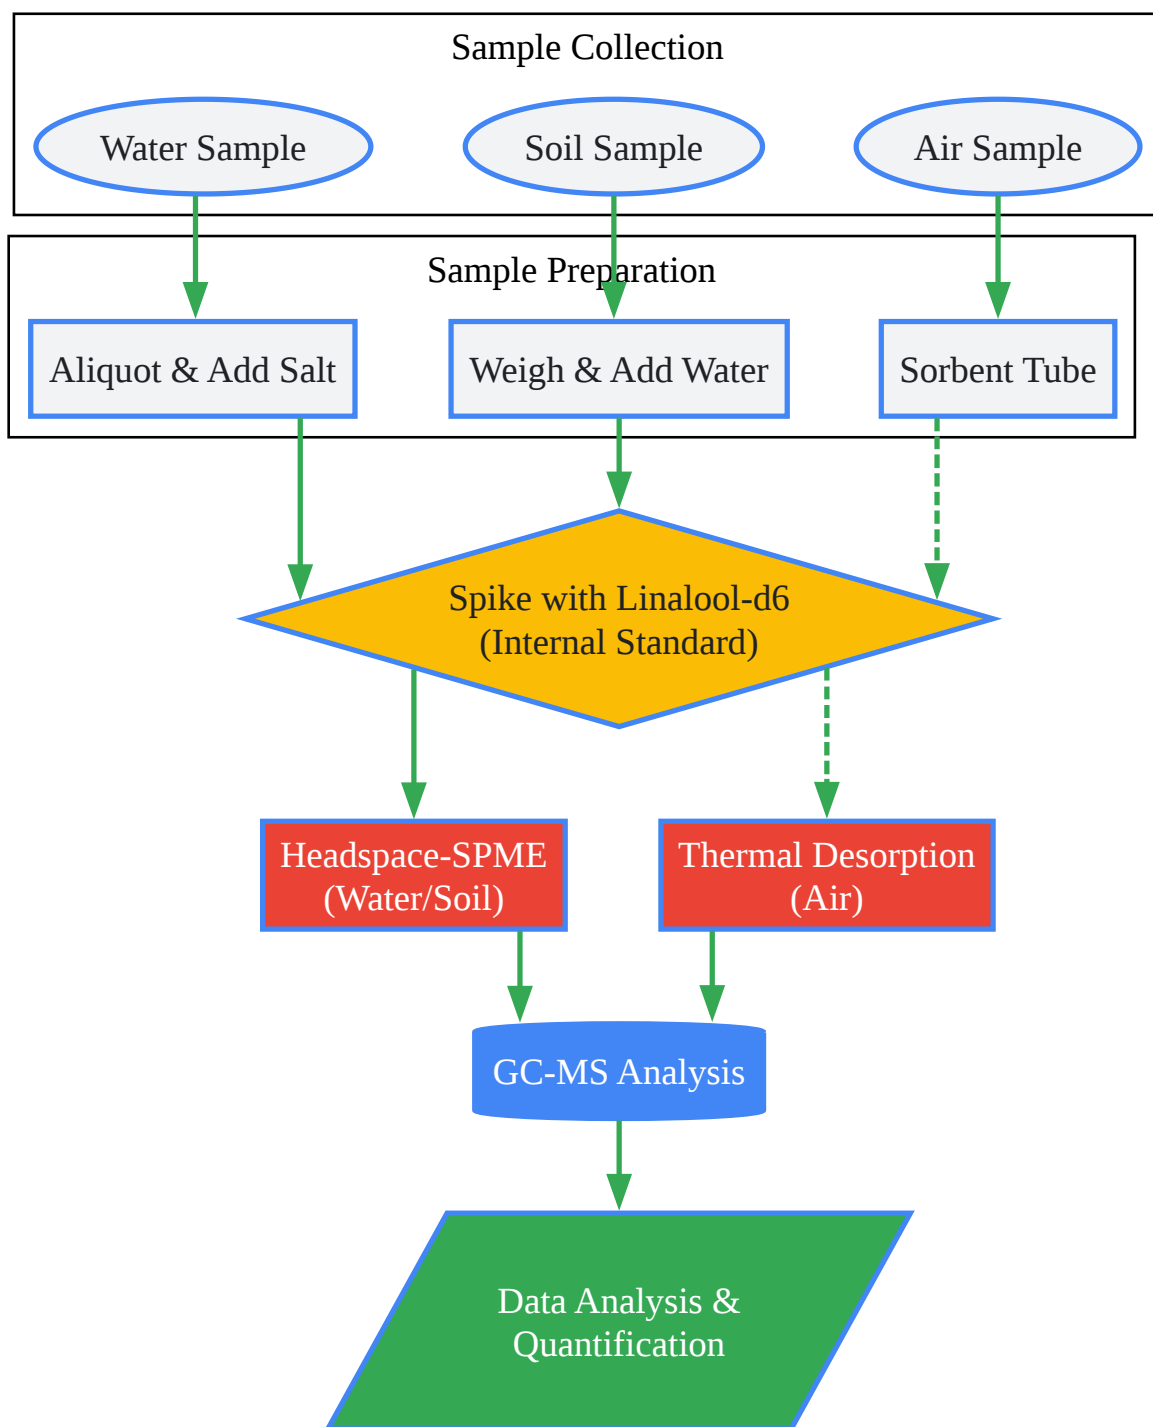 Sample Collection
Water Sample
Soil Sample
Air Sample
Sample Preparation
Aliquot & Add Salt
Weigh & Add Water
Sorbent Tube
Spike with Linalool-d6
(Internal Standard)
Headspace-SPME
(Water/Soil)
Thermal Desorption
(Air)
GC-MS Analysis
Data Analysis &
Quantification